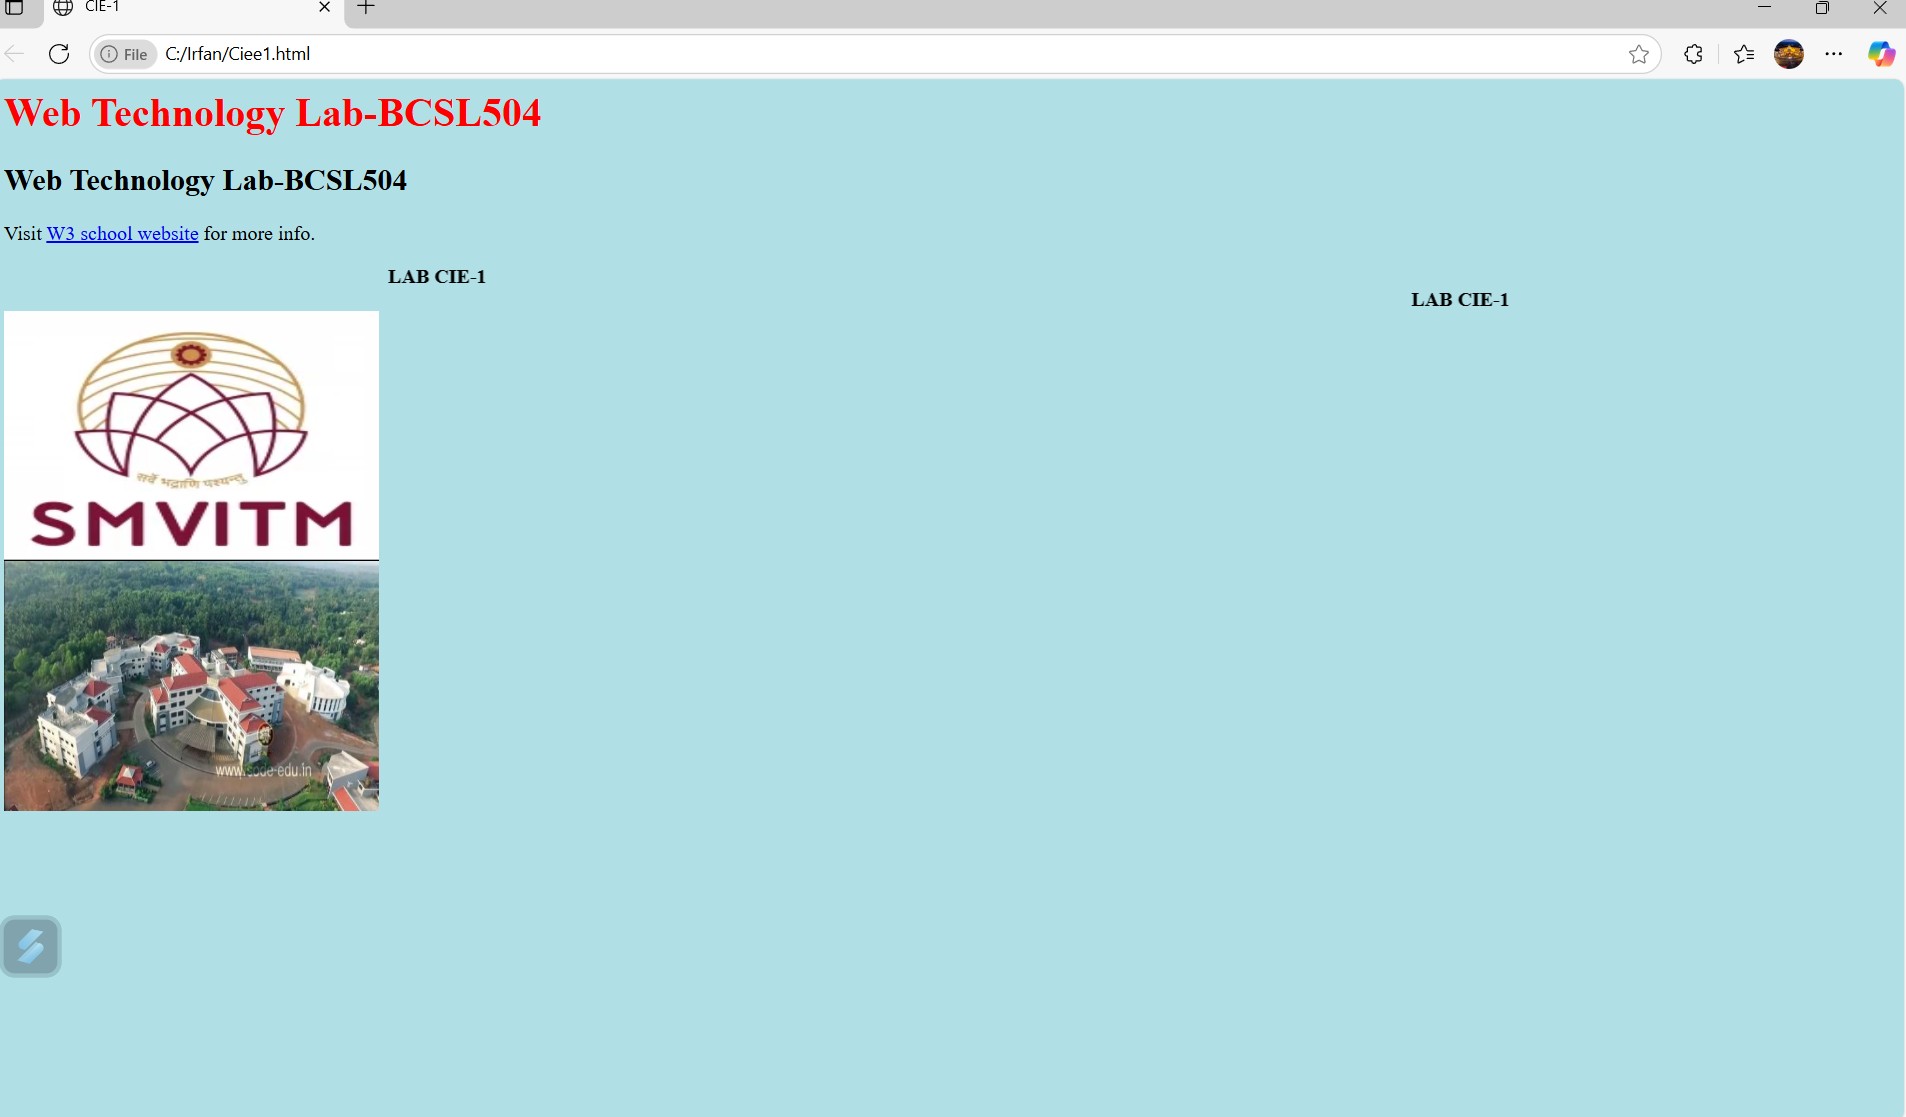 CIE-1
File C:/Irfan/Ciee1.html
Web Technology Lab-BCSL504
Web Technology Lab-BCSL504
Visit W3 school website for more info.
LAB CIE-1
LAB CIE-1
सर्वे भद्राणि पश्यन्तु
SMVITM
www.sode-edu.in